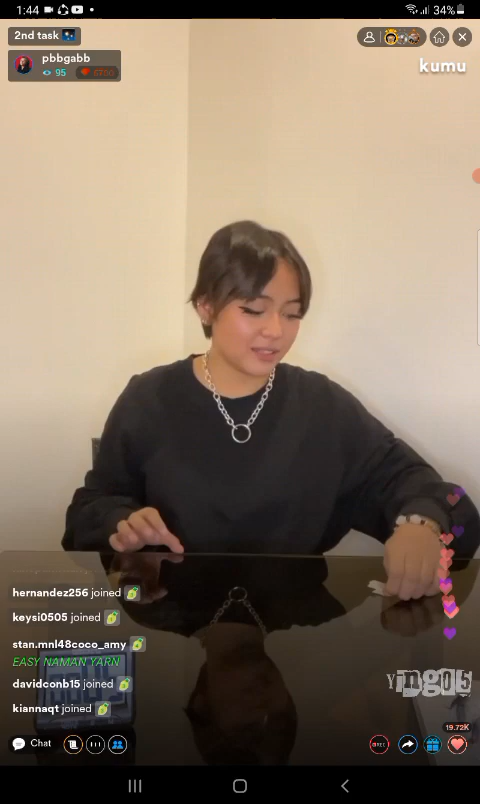 1:44
34%
2nd task
pbbgabb
95
kumu
hernandez256 joined
keysi0505 joined
stan.mnl48coco_amy
EASY NAMAN YARN
davidconb15 joined
kiannaqt joined
Chat
REC
19.72K